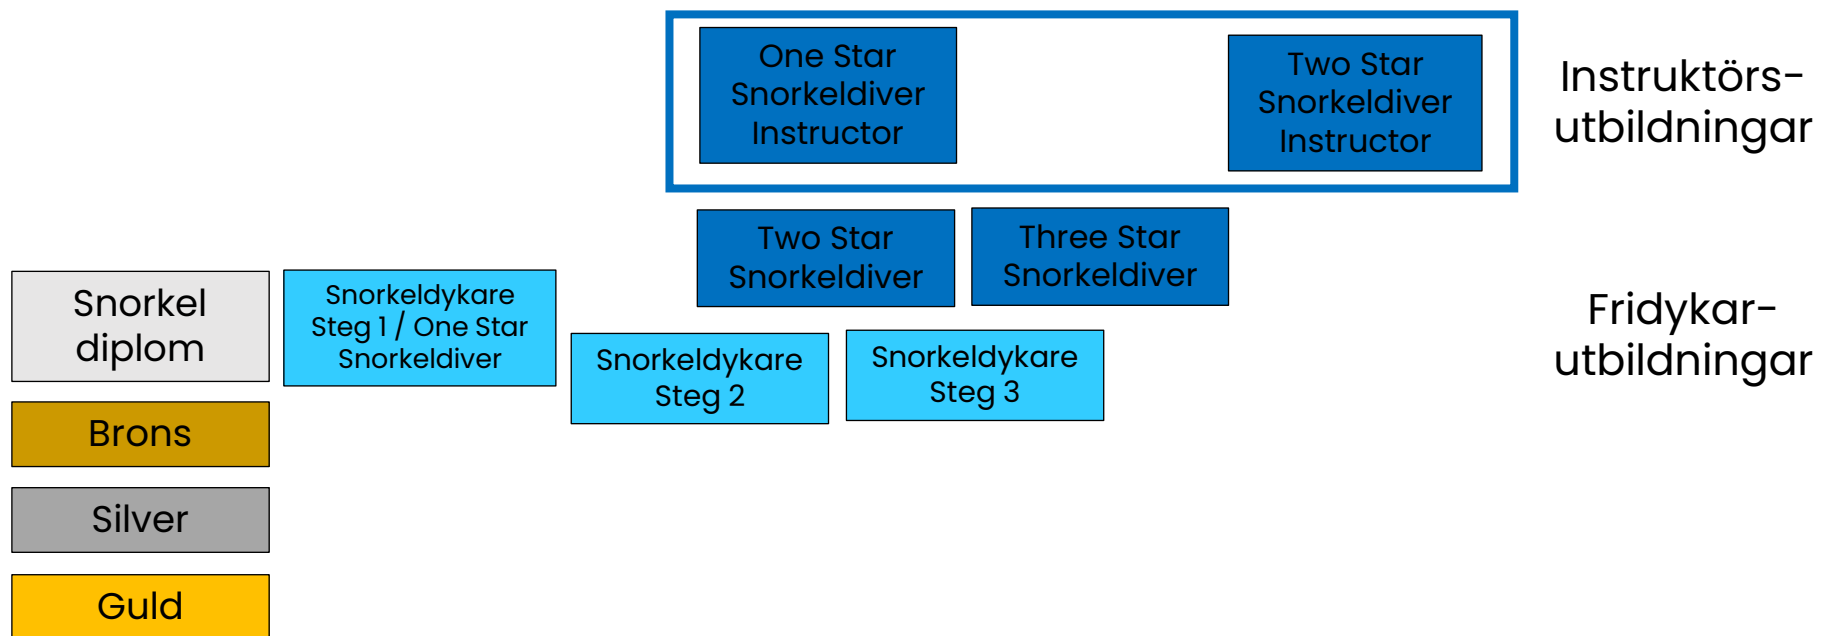 One Star
Snorkeldiver
Instructor
Two Star
Snorkeldiver
Instructor
Instruktörs-
utbildningar
Two Star
Snorkeldiver
Three Star
Snorkeldiver
Snorkel
diplom
Snorkeldykare
Steg 1 / One Star
Snorkeldiver
Snorkeldykare
Steg 2
Snorkeldykare
Steg 3
Fridykar-
utbildningar
Brons
Silver
Guld